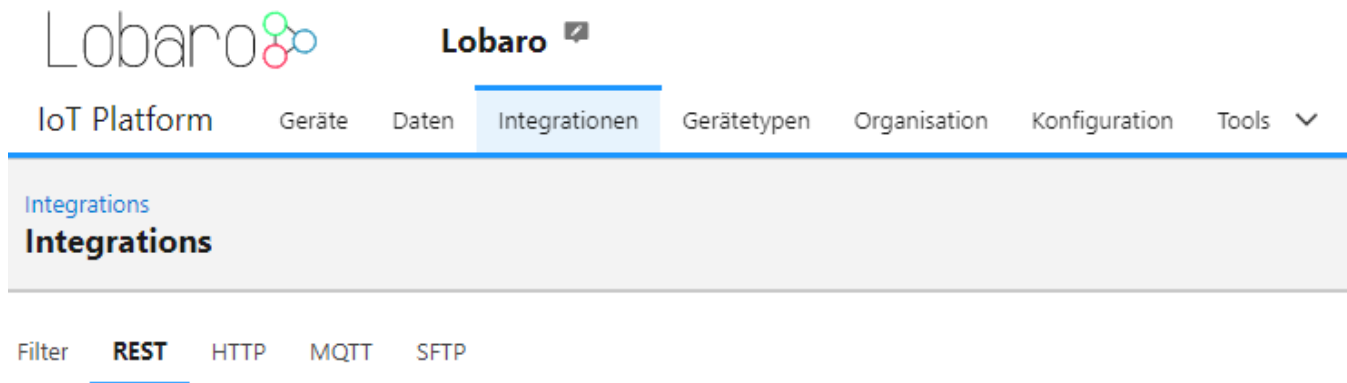 Lobaro Lobaro
IoT Platform Geräte Daten Integrationen Gerätetypen Organisation Konfiguration Tools
Integrations
Integrations
Filter REST HTTP MQTT SFTP